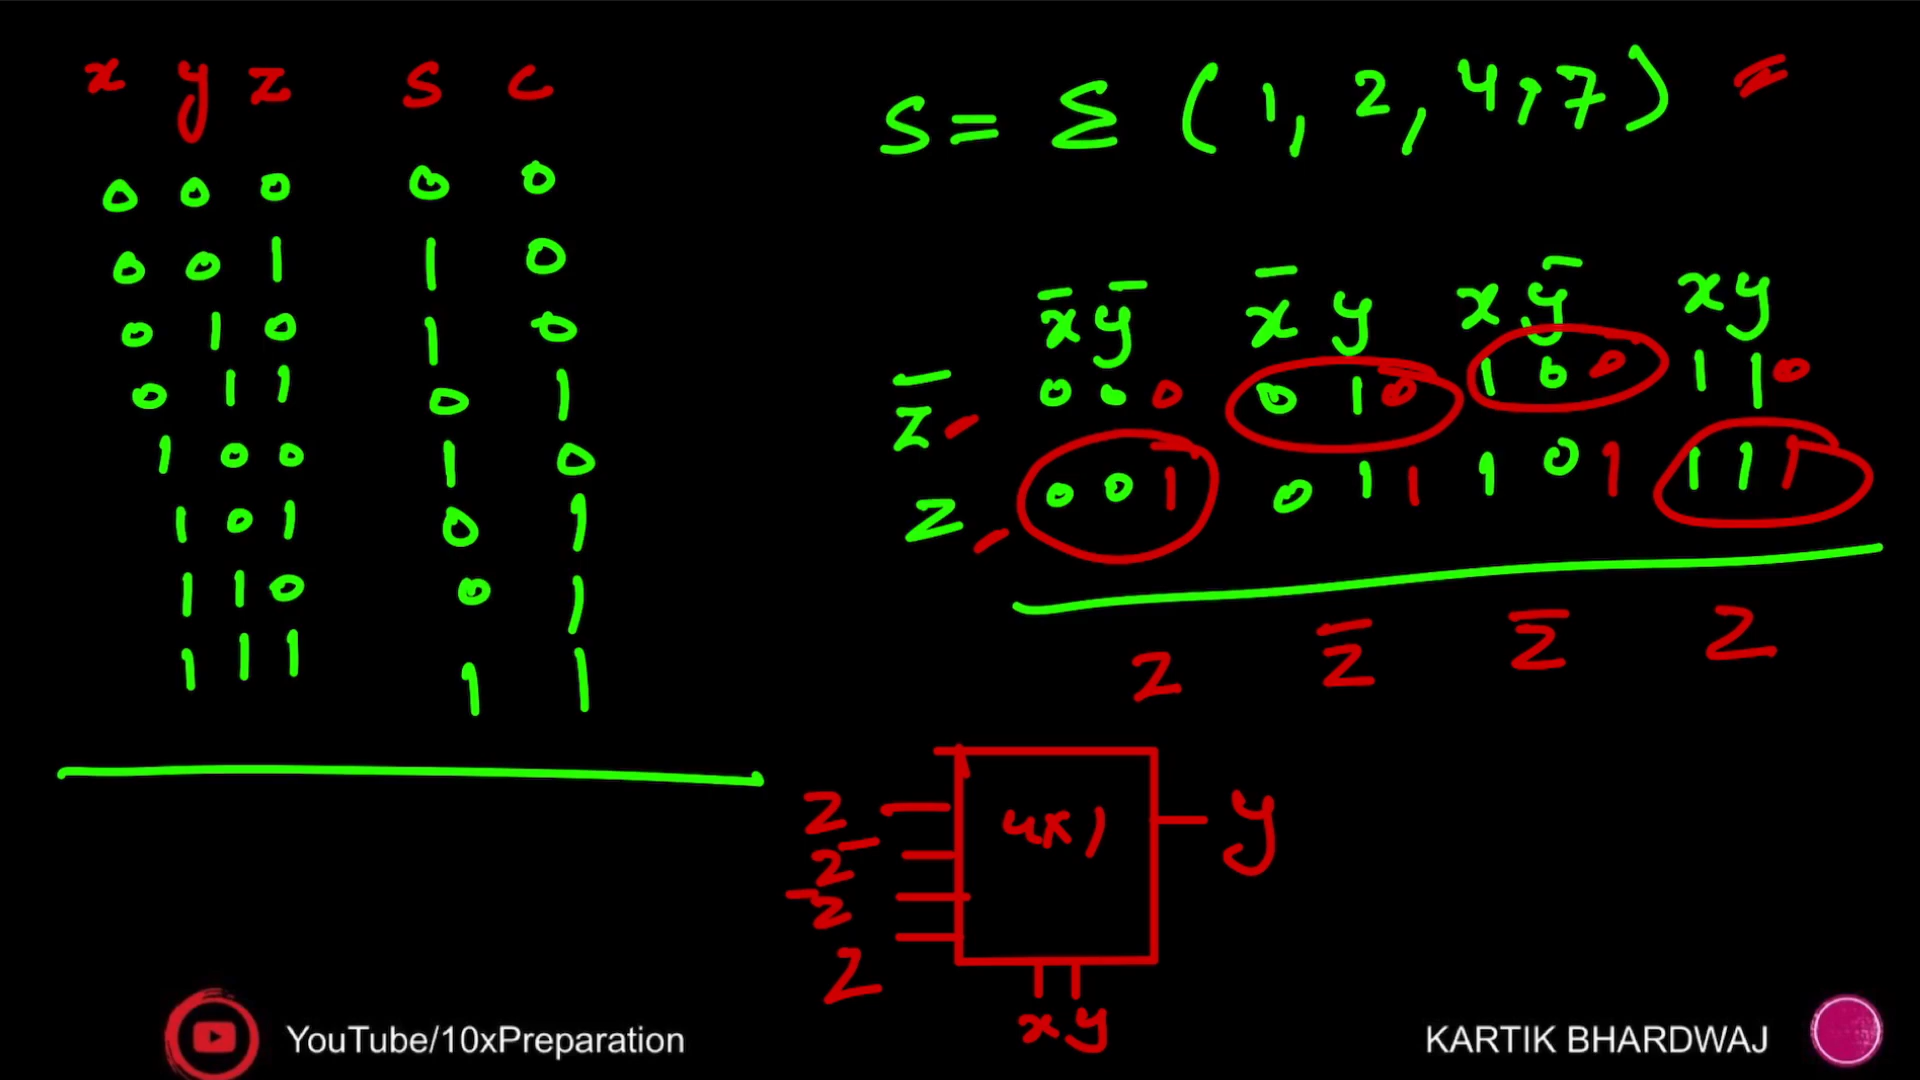 x y z s c
0 0 0 0 0
0 0 1 1 0
0 1 0 1 0
0 1 1 0 1
1 0 0 1 0
1 0 1 0 1
1 1 0 0 1
1 1 1 1 1
S = Σ (1, 2, 4, 7) =
x̄ȳ x̄y xȳ xy
z̄ 000 010 100 110
z 001 011 101 111
z z̄ z̄ z
z
z̄
z̄
z
4x1
y
x y
YouTube/10xPreparation
KARTIK BHARDWAJ